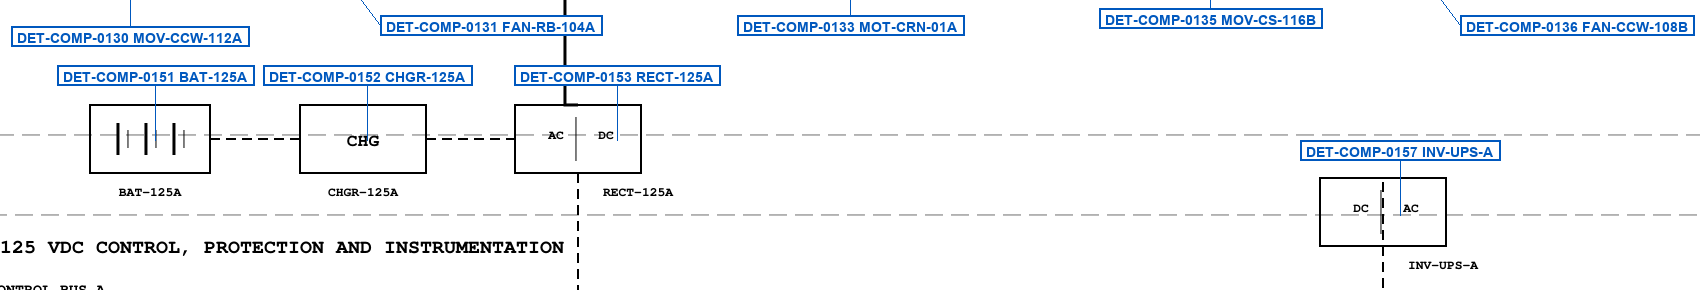 DET-COMP-0130 MOV-CCW-112A
DET-COMP-0131 FAN-RB-104A
DET-COMP-0133 MOT-CRN-01A
DET-COMP-0135 MOV-CS-116B
DET-COMP-0136 FAN-CCW-108B
DET-COMP-0151 BAT-125A
DET-COMP-0152 CHGR-125A
DET-COMP-0153 RECT-125A
CHG
AC DC
DET-COMP-0157 INV-UPS-A
BAT-125A
CHGR-125A
RECT-125A
DC AC
125 VDC CONTROL, PROTECTION AND INSTRUMENTATION
INV-UPS-A
ONTROL BUS A